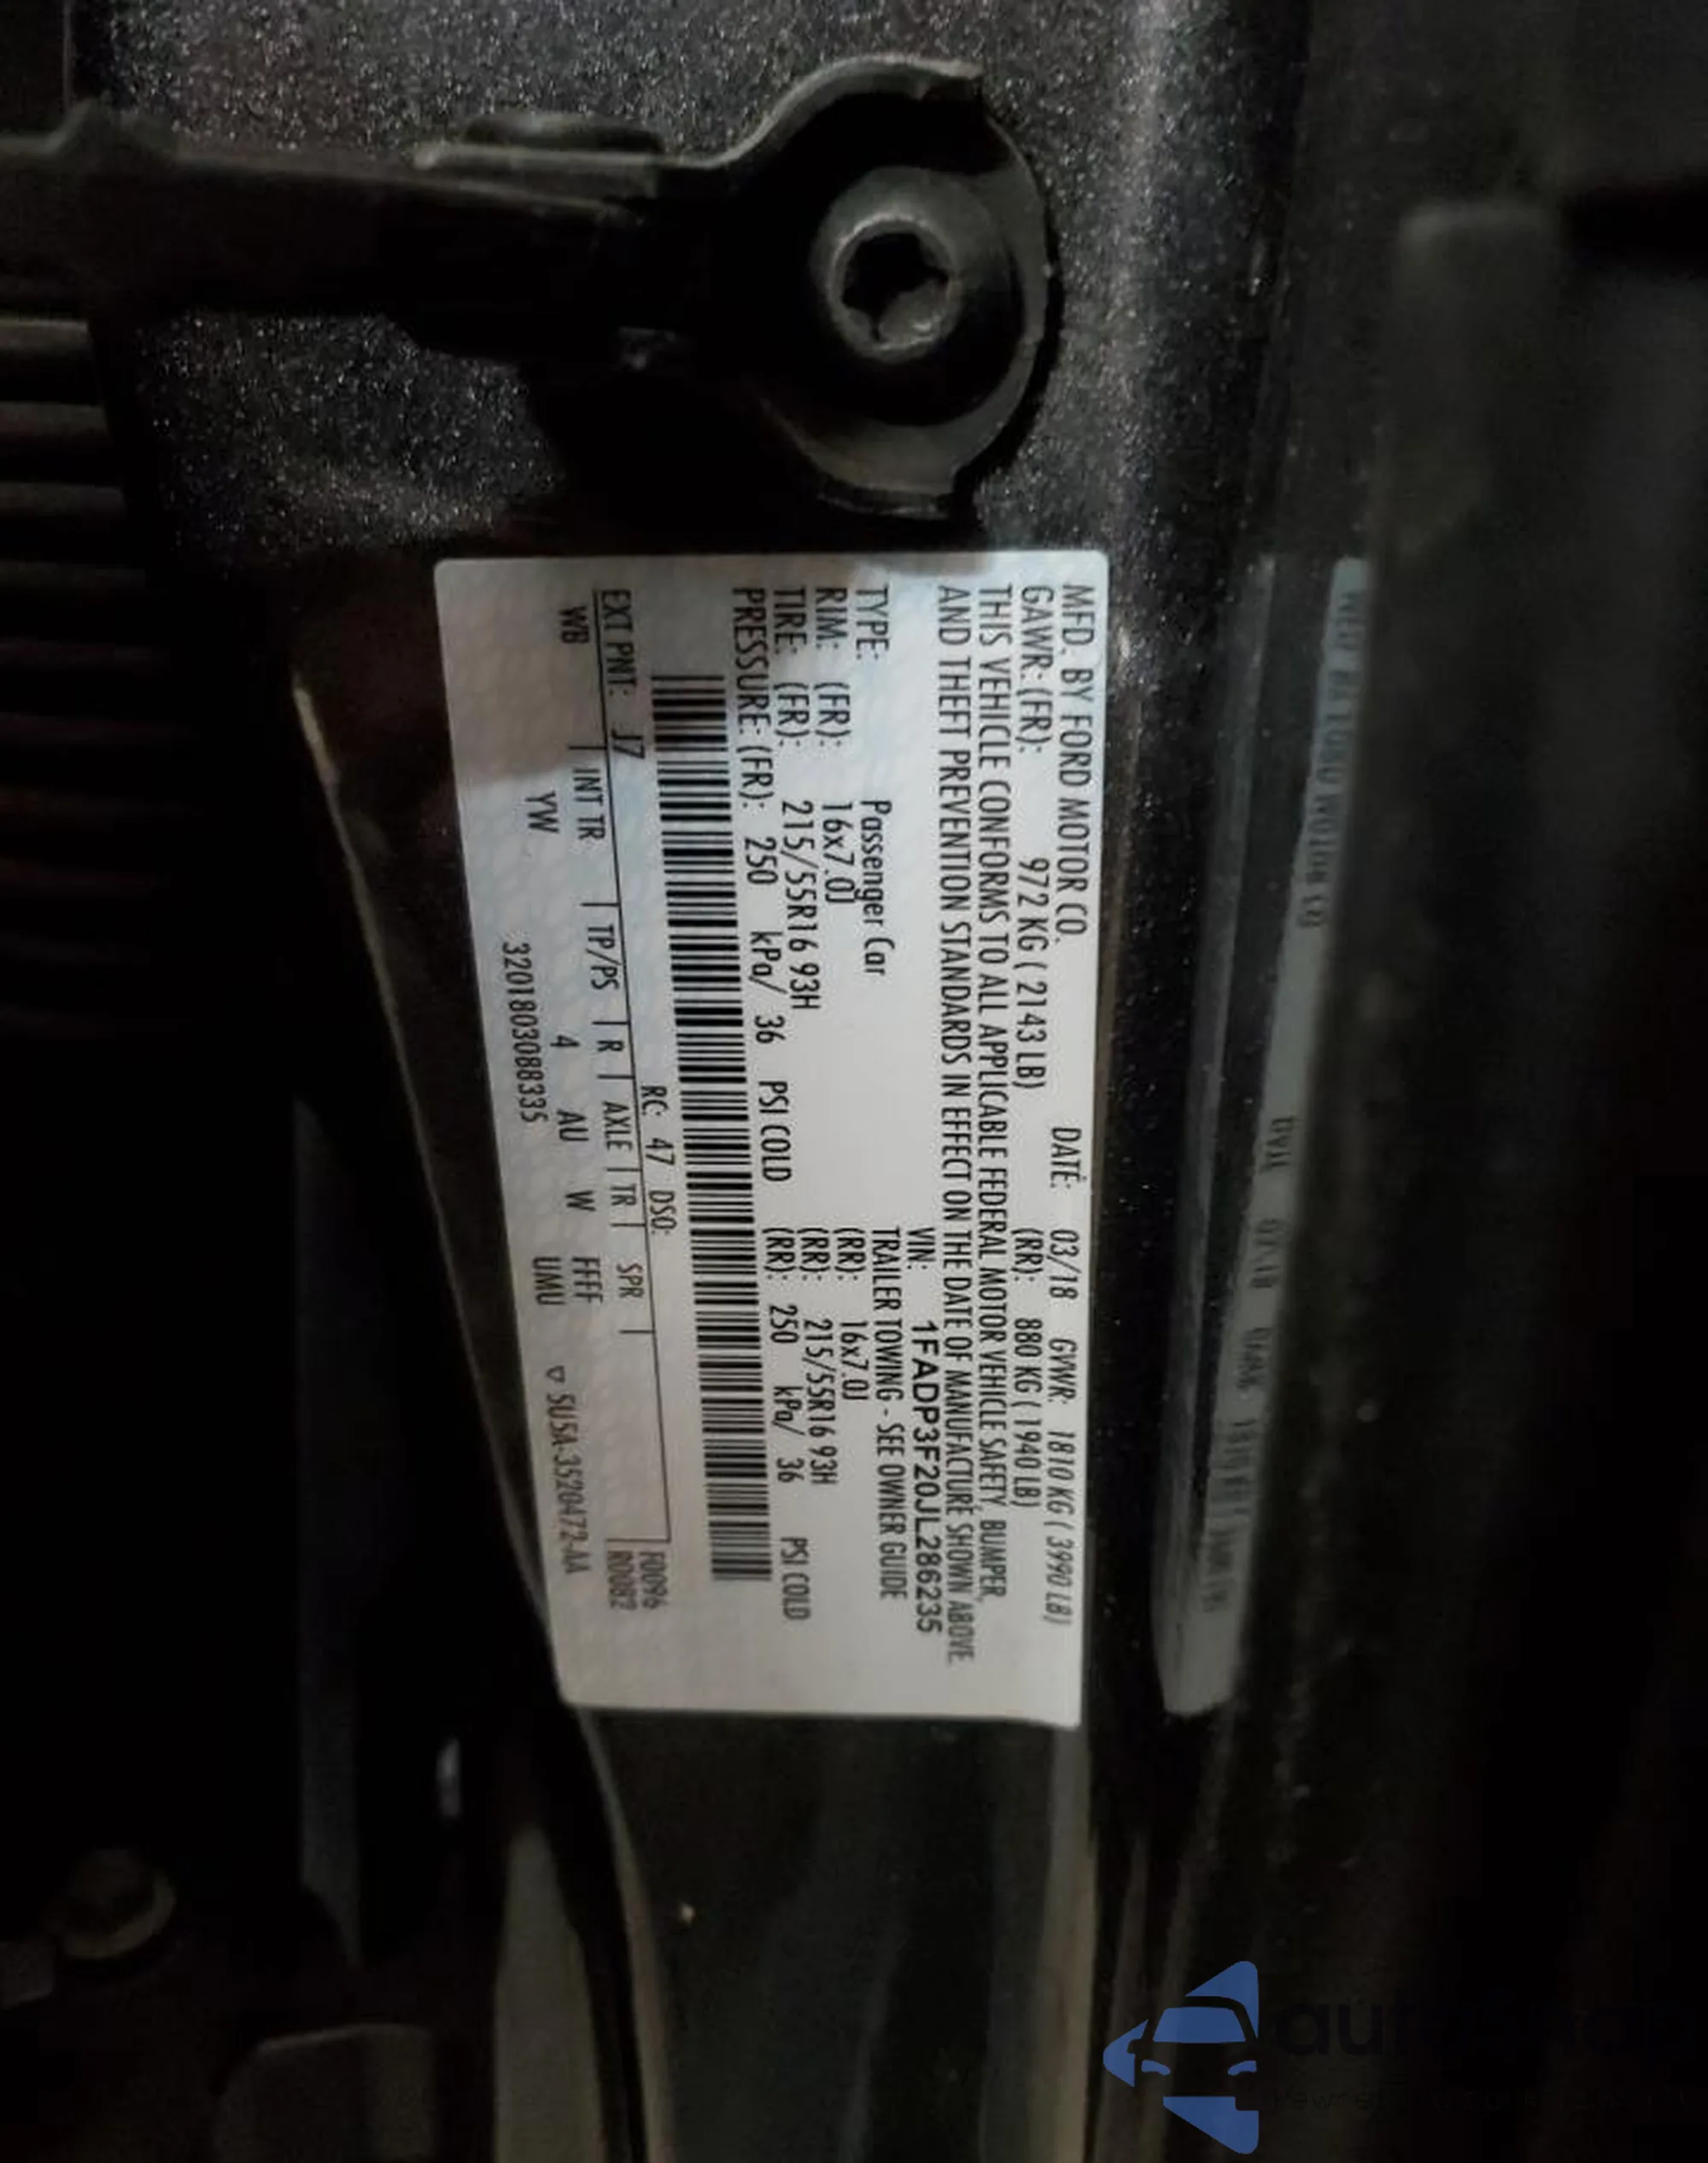 MFD. BY FORD MOTOR CO. DATE: 03/18 GVWR: 1810 KG ( 3990 LB)
GAWR: (FR): 972 KG ( 2143 LB) (RR): 880 KG ( 1940 LB)
THIS VEHICLE CONFORMS TO ALL APPLICABLE FEDERAL MOTOR VEHICLE SAFETY, BUMPER,
AND THEFT PREVENTION STANDARDS IN EFFECT ON THE DATE OF MANUFACTURE SHOWN ABOVE.
VIN: 1FADP3F20JL286235
TYPE: Passenger Car TRAILER TOWING - SEE OWNER GUIDE
RIM: (FR): 16x7.0J (RR): 16x7.0J
TIRE: (FR): 215/55R16 93H (RR): 215/55R16 93H
PRESSURE: (FR): 250 kPa/ 36 PSI COLD (RR): 250 kPa/ 36 PSI COLD
F0096
R0082
EXT PNT: J7 RC: 47 DSO:
WB INT TR TP/PS R AXLE TR SPR
YW 4 AU W FFFF
3201803088335 UMU ▽ 5U5A-3520472-AA